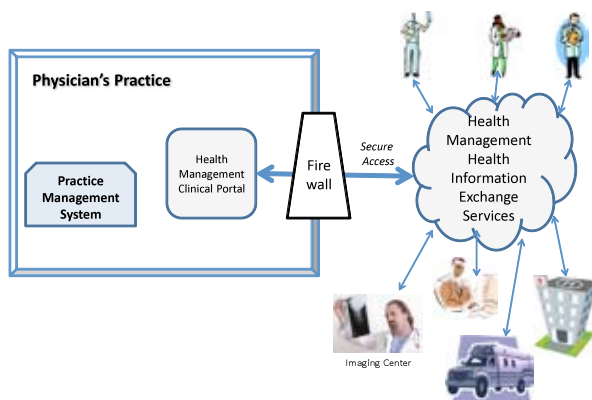 Physician's Practice
Practice
Management
System
Health
Management
Clinical Portal
Fire
wall
Secure
Access
Health
Management
Health
Information
Exchange
Services
Imaging Center